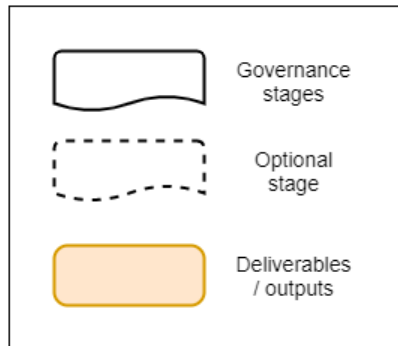 Governance
stages
Optional
stage
Deliverables
/ outputs